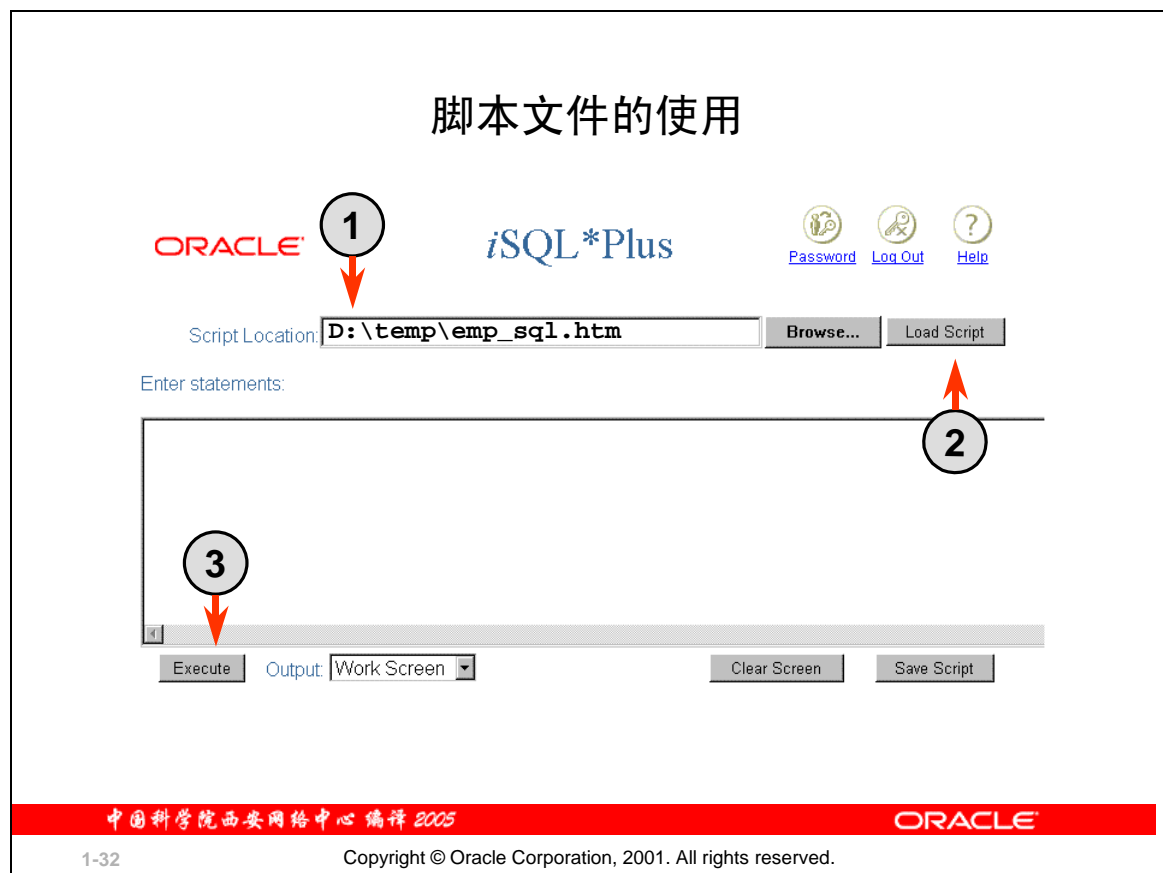 脚本文件的使用
1
ORACLE
iSQL*Plus
Password
Log Out
?
Help
Script Location:
D:\temp\emp_sql.htm
Browse...
Load Script
Enter statements:
2
3
Execute
Output:
Work Screen
Clear Screen
Save Script
中国科学院西安网络中心 编译 2005
ORACLE
1-32
Copyright © Oracle Corporation, 2001. All rights reserved.